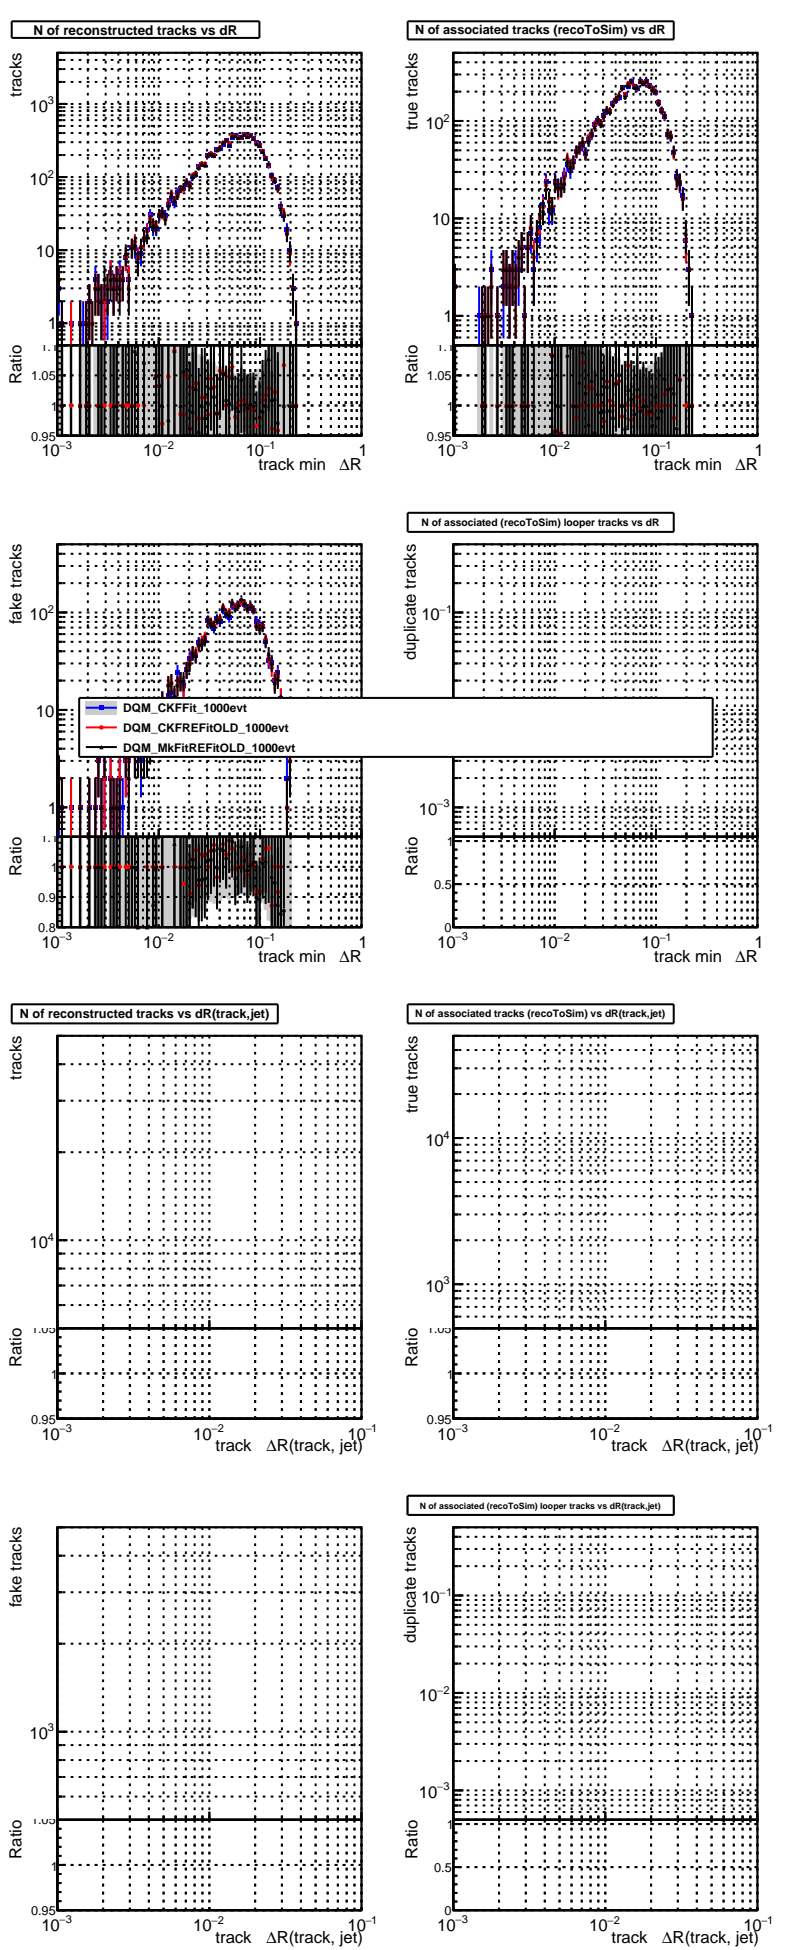 N of reconstructed tracks vs dR
tracks
10³
10²
10
1
Ratio
1.05
1
0.95
10⁻³ 10⁻² 10⁻¹ 1
track min ΔR
N of associated tracks (recoToSim) vs dR
true tracks
10²
10
1
Ratio
1.1
1.05
1
0.95
10⁻³ 10⁻² 10⁻¹ 1
track min ΔR
fake tracks
10²
10
1
Ratio
1.1
1
0.9
0.8
10⁻³ 10⁻² 10⁻¹ 1
track min ΔR
N of associated (recoToSim) looper tracks vs dR
duplicate tracks
10⁻¹
10⁻³
Ratio
1
0.5
0
10⁻³ 10⁻² 10⁻¹ 1
track min ΔR
DQM_CKFFit_1000evt
DQM_CKFREFitOLD_1000evt
DQM_MkFitREFitOLD_1000evt
N of reconstructed tracks vs dR(track,jet)
tracks
10⁴
Ratio
1.05
1
0.95
10⁻³ 10⁻² 10⁻¹
track ΔR(track, jet)
N of associated tracks (recoToSim) vs dR(track,jet)
true tracks
10⁴
10³
Ratio
1.05
1
0.95
10⁻³ 10⁻² 10⁻¹
track ΔR(track, jet)
fake tracks
10³
Ratio
1.05
1
0.95
10⁻³ 10⁻² 10⁻¹
track ΔR(track, jet)
N of associated (recoToSim) looper tracks vs dR(track,jet)
duplicate tracks
10⁻¹
10⁻²
10⁻³
Ratio
1
0.5
0
10⁻³ 10⁻² 10⁻¹
track ΔR(track, jet)